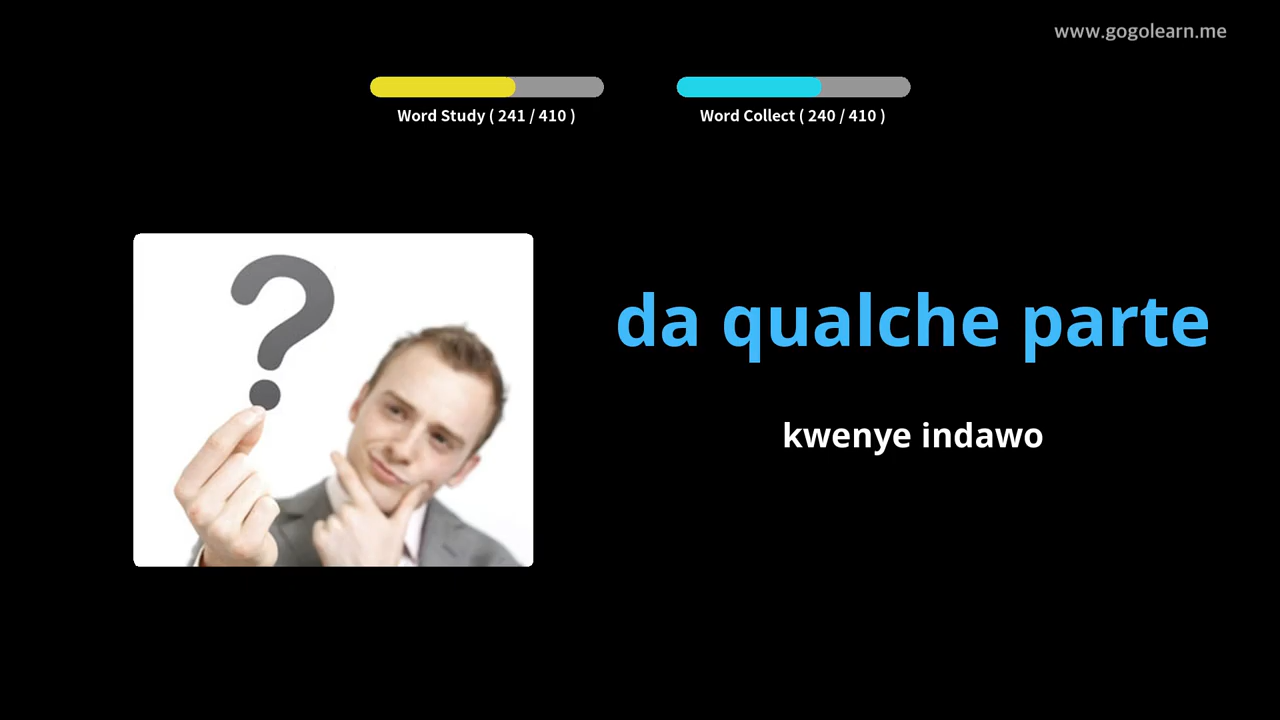 www.gogolearn.me
Word Study ( 241 / 410 )
Word Collect ( 240 / 410 )
?
da qualche parte
kwenye indawo